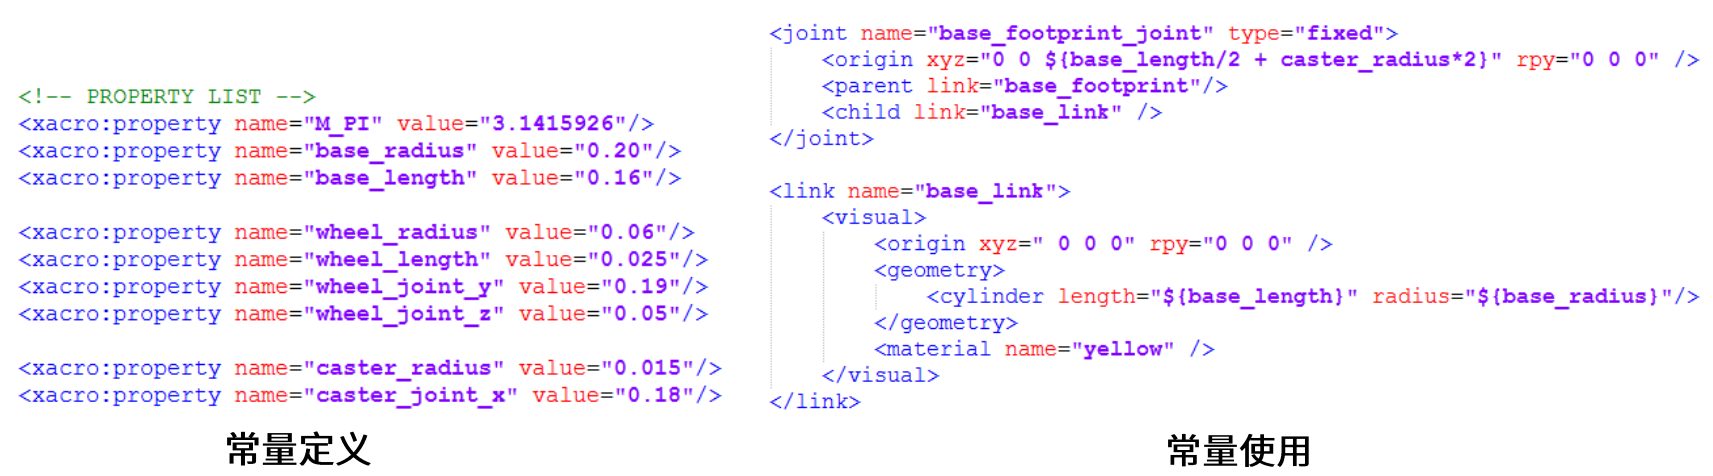 <!-- PROPERTY LIST -->
<xacro:property name="M_PI" value="3.1415926"/>
<xacro:property name="base_radius" value="0.20"/>
<xacro:property name="base_length" value="0.16"/>
<xacro:property name="wheel_radius" value="0.06"/>
<xacro:property name="wheel_length" value="0.025"/>
<xacro:property name="wheel_joint_y" value="0.19"/>
<xacro:property name="wheel_joint_z" value="0.05"/>
<xacro:property name="caster_radius" value="0.015"/>
<xacro:property name="caster_joint_x" value="0.18"/>
常量定义
<joint name="base_footprint_joint" type="fixed">
<origin xyz="0 0 ${base_length/2 + caster_radius*2}" rpy="0 0 0" />
<parent link="base_footprint"/>
<child link="base_link" />
</joint>
<link name="base_link">
<visual>
<origin xyz=" 0 0 0" rpy="0 0 0" />
<geometry>
<cylinder length="${base_length}" radius="${base_radius}"/>
</geometry>
<material name="yellow" />
</visual>
</link>
常量使用